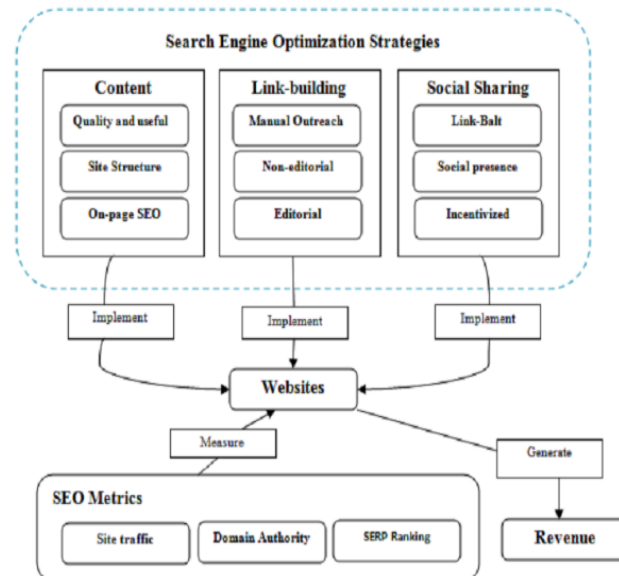 Search Engine Optimization Strategies
Content
Quality and useful
Site Structure
On-page SEO
Link-building
Manual Outreach
Non-editorial
Editorial
Social Sharing
Link-Balt
Social presence
Incentivized
Implement
Implement
Implement
Websites
Measure
Generate
SEO Metrics
Site traffic
Domain Authority
SERP Ranking
Revenue